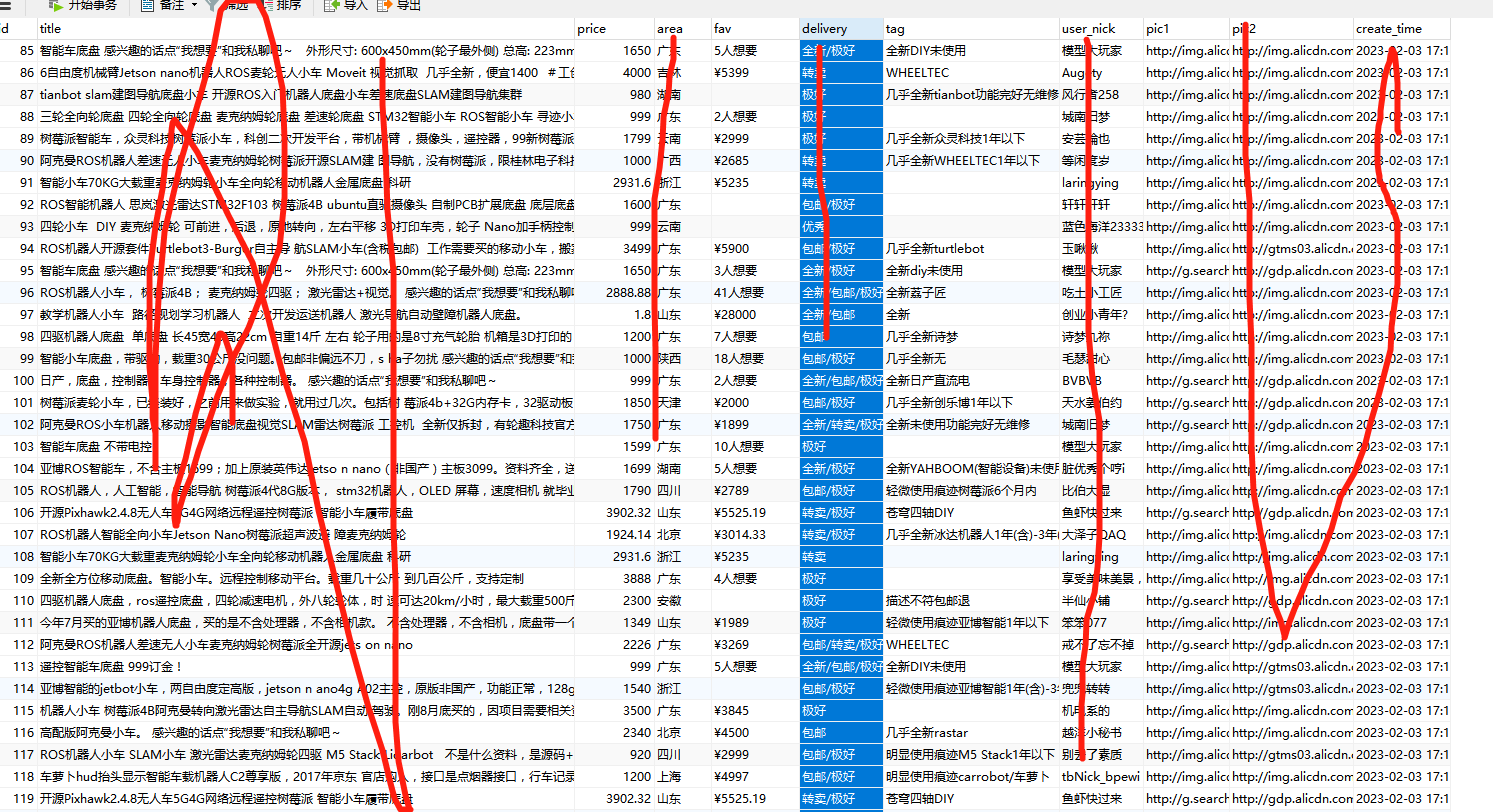 开始事务 备注 筛选 排序 导入 导出
id title price area fav delivery tag user_nick pic1 pic2 create_time
85 智能车底盘 感兴趣的话点“我想要”和我私聊吧~ 外形尺寸: 600x450mm(轮子最外侧) 总高: 223mm 1650 广东 5人想要 全新/极好 全新DIY未使用 模型大玩家 http://img.alic http://img.alicdn.com 2023-02-03 17:1
86 6自由度机械臂Jetson nano机器人ROS麦轮无人小车 Moveit 视觉抓取 几乎全新，便宜1400 #工创 4000 吉林 ¥5399 转卖 WHEELTEC http://img.alic http://img.alicdn.com 2023-02-03 17:1
87 tianbot slam建图导航底盘小车 开源ROS入门机器人底盘小车差速底盘SLAM建图导航集群 980 湖南 极好 几乎全新tianbot功能完好无维修 风行者258 http://img.alic http://img.alicdn.com 2023-02-03 17:1
88 三轮全向轮底盘 四轮全向轮底盘 麦克纳姆轮底盘 差速轮底盘 STM32智能小车 ROS智能小车 寻迹小 999 广东 2人想要 极好 城南旧梦 http://img.alic http://img.alicdn.com 2023-02-03 17:1
89 树莓派智能车，众灵科技树莓派小车，科创二次开发平台，带机械臂 ，摄像头，遥控器，99新树莓派 1799 云南 ¥2999 极好 几乎全新众灵科技1年以下 安芸倫也 http://img.alic http://img.alicdn.com 2023-02-03 17:1
90 阿克曼ROS机器人差速无人小车麦克纳姆轮树莓派开源SLAM建 图导航，没有树莓派，限桂林电子科技 1000 广西 ¥2685 转卖 几乎全新WHEELTEC1年以下 等闲度岁 http://img.alic http://img.alicdn.com 2023-02-03 17:1
91 智能小车70KG大载重麦克纳姆轮小车全向轮移动机器人金属底盘 科研 2931.6 浙江 ¥5235 转卖 laringying http://img.alic http://img.alicdn.com 2023-02-03 17:1
92 ROS智能机器人 思岚激光雷达STM32F103 树莓派4B ubuntu直驱摄像头 自制PCB扩展底盘 底层底盘 1600 广东 包邮/极好 轩轩轩轩 http://img.alic http://img.alicdn.com 2023-02-03 17:1
93 四轮小车 DIY 麦克纳姆轮 可前进，后退，原地转向，左右平移 3D打印车壳，轮子 Nano加手柄控制 999 云南 优秀 蓝色海洋23333 http://img.alic http://img.alicdn.com 2023-02-03 17:1
94 ROS机器人开源套件Turtlebot3-Burger自主导 航SLAM小车(含税包邮) 工作需要买的移动小车，搬 3499 广东 ¥5900 包邮/极好 几乎全新turtlebot 玉啾啾 http://img.alic http://gtms03.alicdn. 2023-02-03 17:1
95 智能车底盘 感兴趣的话点“我想要”和我私聊吧~ 外形尺寸: 600x450mm(轮子最外侧) 总高: 223mm 1650 广东 3人想要 全新/极好 全新diy未使用 模型大玩家 http://g.search http://gdp.alicdn.com 2023-02-03 17:1
96 ROS机器人小车， 树莓派4B； 麦克纳姆轮四驱； 激光雷达+视觉。 感兴趣的话点“我想要”和我私聊 2888.88 广东 41人想要 全新/包邮/极好 全新荔子匠 吃土小工匠 http://g.search http://gdp.alicdn.com 2023-02-03 17:1
97 教学机器人小车 路径规划学习机器人 二次开发运送机器人 激光导航自动壁障机器人底盘。 1.8 山东 ¥28000 全新/包邮 全新 创业小青年? http://img.alic http://img.alicdn.com 2023-02-03 17:1
98 四驱机器人底盘 单底盘 长45宽 高22cm 自重14斤 左右 轮子用的是8寸充气轮胎 机箱是3D打印的 1200 广东 7人想要 包邮 几乎全新诗梦 诗梦九称 http://img.alic http://img.alicdn.com 2023-02-03 17:1
99 智能小车底盘，带驱动，载重30公斤没问题。包邮非偏远不刀，s ha子勿扰 感兴趣的话点“我想要”和 1000 陕西 18人想要 包邮/极好 几乎全新无 毛瑟甜心 http://img.alic http://img.alicdn.com 2023-02-03 17:1
100 日产，底盘，控制器，车身控制器，各种控制器。 感兴趣的话点“我想要”和我私聊吧~ 999 广东 2人想要 全新/包邮/极好 全新日产直流电 BVBVB http://g.search http://gdp.alicdn.com 2023-02-03 17:1
101 树莓派麦轮小车，已安装好，之前用来做实验，就用过几次。包括树 莓派4b+32G内存卡，32驱动板 1850 天津 ¥2000 包邮/极好 几乎全新创乐博1年以下 天水姜伯约 http://g.search http://gdp.alicdn.com 2023-02-03 17:1
102 阿克曼ROS小车机器人移动 智能底盘视觉SLAM雷达树莓派 工控机 全新仅拆封，有轮趣科技官方 1750 广东 ¥1899 全新/转卖/极好 全新未使用功能完好无维修 城南旧梦 http://g.search http://gdp.alicdn.com 2023-02-03 17:1
103 智能车底盘 不带电控 1599 广东 10人想要 极好 模型大玩家 http://img.alic http://img.alicdn.com 2023-02-03 17:1
104 亚博ROS智能车，不含主板1699；加上原装英伟达jetso n nano（非国产）主板3099。资料齐全，送 1699 湖南 5人想要 全新/极好 全新YAHBOOM(智能设备)未使用 脏优秀个哼i http://img.alic http://img.alicdn.com 2023-02-03 17:1
105 ROS机器人，人工智能，智能导航 树莓派4代8G版本， stm32机器人，OLED 屏幕，速度相机 就毕业 1790 四川 ¥2789 包邮/极好 轻微使用痕迹树莓派6个月内 比伯大湿 http://g.search http://img.alicdn.com 2023-02-03 17:1
106 开源Pixhawk2.4.8无人车5G4G网络远程遥控树莓派 智能小车履带底盘 3902.32 山东 ¥5525.19 转卖/极好 苍穹四轴DIY 鱼虾快过来 http://g.search http://img.alicdn.com 2023-02-03 17:1
107 ROS机器人智能全向小车Jetson Nano树莓派超声波避 障麦克纳姆轮 1924.14 北京 ¥3014.33 转卖/极好 几乎全新冰达机器人1年(含)-3年( 大泽子QAQ http://img.alic http://img.alicdn.com 2023-02-03 17:1
108 智能小车70KG大载重麦克纳姆轮小车全向轮移动机器人金属底盘 科研 2931.6 浙江 ¥5235 转卖 laringying http://img.alic http://img.alicdn.com 2023-02-03 17:1
109 全新全方位移动底盘。智能小车。远程控制移动平台。载重几十公斤 到几百公斤，支持定制 3888 广东 4人想要 极好 享受美味美景， http://img.alic http://img.alicdn.com 2023-02-03 17:1
110 四驱机器人底盘，ros遥控底盘，四轮减速电机，外八轮轮体，时 速可达20km/小时，最大载重500斤 2300 安徽 极好 描述不符包邮退 半仙小铺 http://g.search http://gdp.alicdn.com 2023-02-03 17:1
111 今年7月买的亚博机器人底盘，买的是不含处理器，不含相机款。 不含处理器，不含相机，底盘带一个 1349 山东 ¥1989 极好 轻微使用痕迹亚博智能1年以下 笨笨077 http://g.search http://img.alicdn.com 2023-02-03 17:1
112 阿克曼ROS机器人差速无人小车麦克纳姆轮树莓派全开源jets on nano 2226 广东 ¥3269 包邮/转卖/极好 WHEELTEC 戒不了忘不掉 http://g.search http://gdp.alicdn.com 2023-02-03 17:1
113 遥控智能车底盘 999订金！ 999 广东 5人想要 全新/包邮/极好 全新DIY未使用 模型大玩家 http://img.alic http://gtms03.alicdn. 2023-02-03 17:1
114 亚博智能的jetbot小车，两自由度定高版，jetson n ano4g A02主控，原版非国产，功能正常，128g 1540 浙江 包邮/极好 轻微使用痕迹亚博智能1年(含)-3 兜兜转转 http://img.alic http://gtms03.alicdn. 2023-02-03 17:1
115 机器人小车 树莓派4B阿克曼转向激光雷达自主导航SLAM自动 驾驶。刚8月底买的，因项目需要相关 3500 广东 ¥3845 极好 机电系的 http://img.alic http://img.alicdn.com 2023-02-03 17:1
116 高配版阿克曼小车。 感兴趣的话点“我想要”和我私聊吧~ 2340 北京 ¥4500 包邮 几乎全新rastar 越洋小秘书 http://img.alic http://img.alicdn.com 2023-02-03 17:1
117 ROS机器人小车 SLAM小车 激光雷达麦克纳姆轮四驱 M5 Stack Lidarbot 不是什么资料，是源码+ 920 四川 ¥2999 包邮/极好 明显使用痕迹M5 Stack1年以下 别丢了素质 http://img.alic http://gtms03.alicdn. 2023-02-03 17:1
118 车萝卜hud抬头显示智能车载机器人C2尊享版，2017年京东 官店购入，接口是点烟器接口，行车记录 1200 上海 ¥4997 包邮/极好 明显使用痕迹carrobot/车萝卜 tbNick_bpewi http://img.alic http://img.alicdn.com 2023-02-03 17:1
119 开源Pixhawk2.4.8无人车5G4G网络远程遥控树莓派 智能小车履带底盘 3902.32 山东 ¥5525.19 转卖/极好 苍穹四轴DIY 鱼虾快过来 http://img.alic http://img.alicdn.com 2023-02-03 17:1